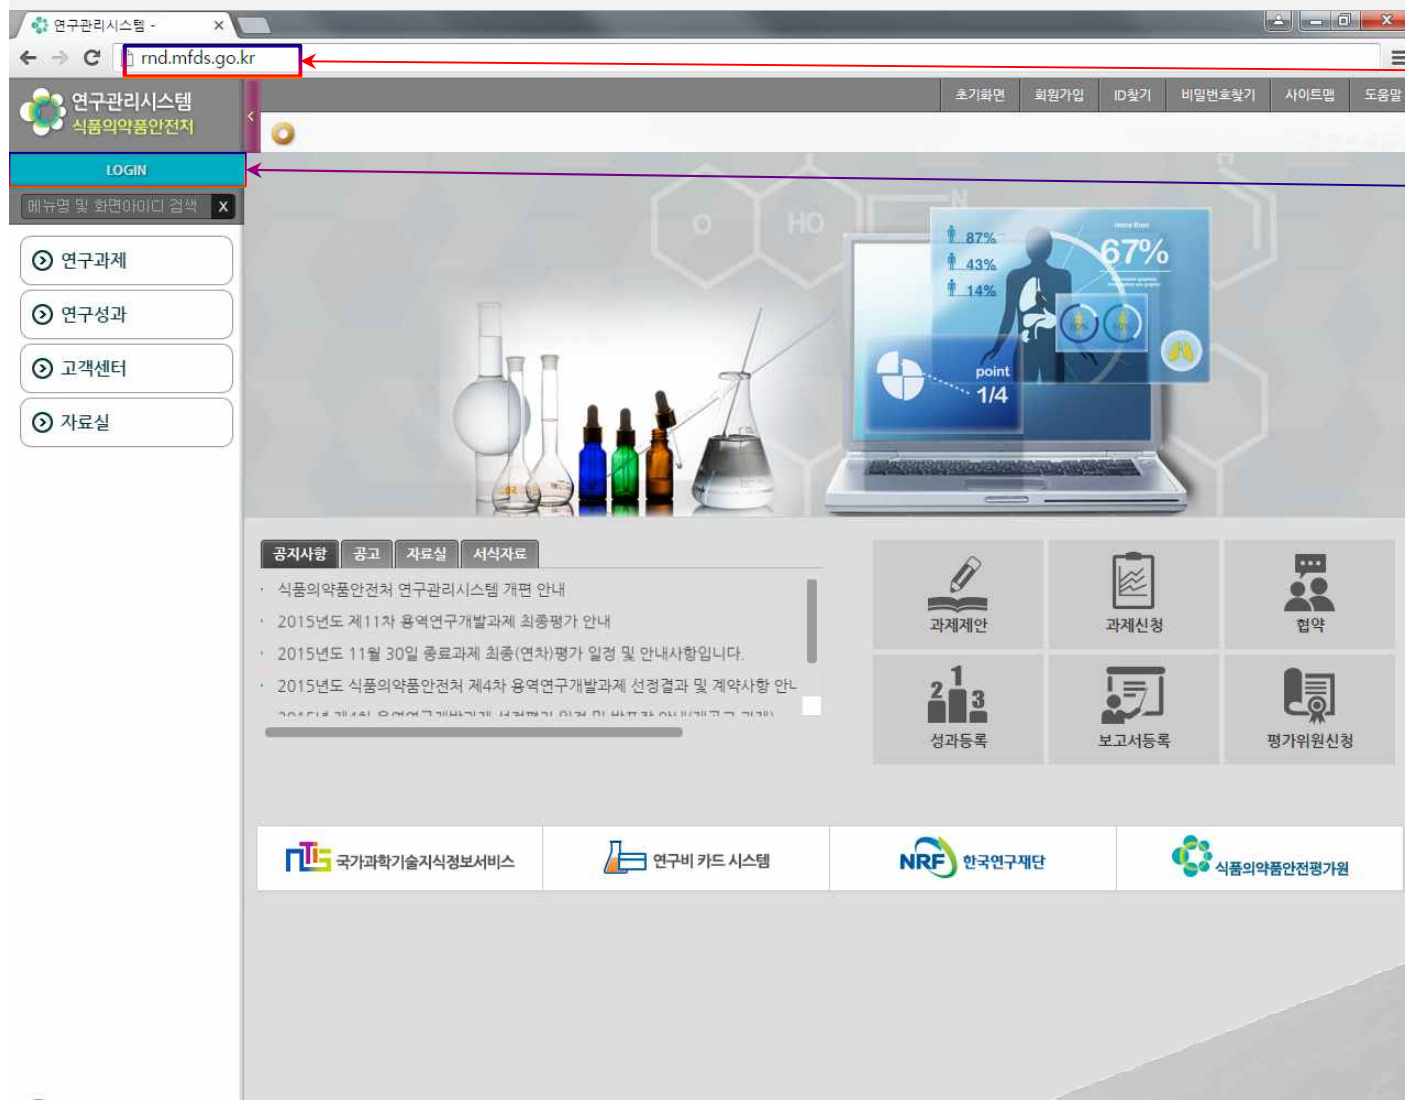 연구관리시스템 -
rnd.mfds.go.kr
연구관리시스템
식품의약품안전처
초기화면 회원가입 ID찾기 비밀번호찾기 사이트맵 도움말
LOGIN
메뉴명 및 화면아이디 검색 X
연구과제
연구성과
고객센터
자료실
O HO N
87%
43%
14%
more then
67%
point
1/4
공지사항 공고 자료실 서식자료
· 식품의약품안전처 연구관리시스템 개편 안내
· 2015년도 제11차 용역연구개발과제 최종평가 안내
· 2015년도 11월 30일 종료과제 최종(연차)평가 일정 및 안내사항입니다.
· 2015년도 식품의약품안전처 제4차 용역연구개발과제 선정결과 및 계약사항 안
과제제안 과제신청 협약
1 2 3
성과등록 보고서등록 평가위원신청
NTIS 국가과학기술지식정보서비스
연구비 카드 시스템
NRF 한국연구재단
식품의약품안전평가원